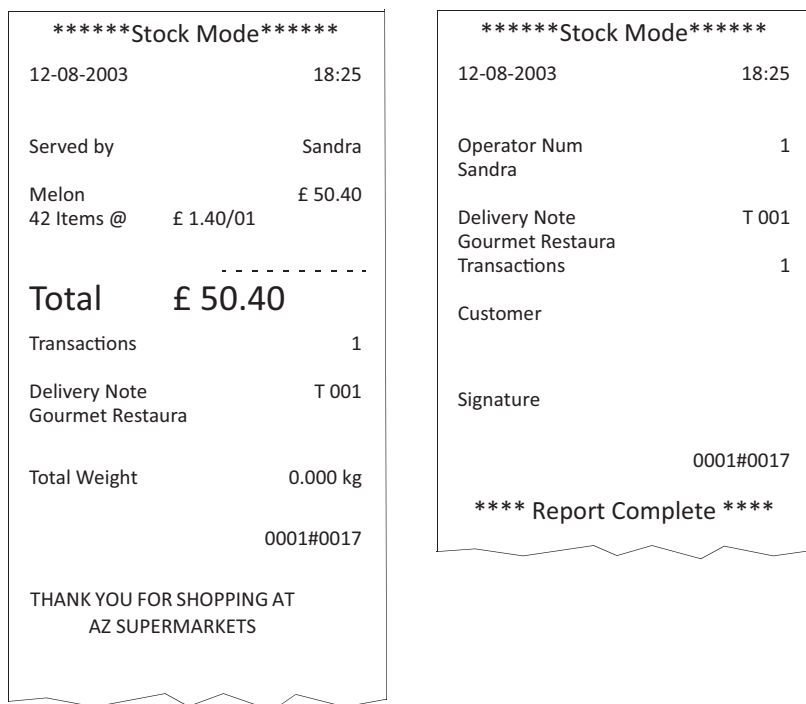 ******Stock Mode******
12-08-2003 18:25
Served by Sandra
Melon £ 50.40
42 Items @ £ 1.40/01
Total £ 50.40
Transactions 1
Delivery Note T 001
Gourmet Restaura
Total Weight 0.000 kg
0001#0017
THANK YOU FOR SHOPPING AT
AZ SUPERMARKETS
******Stock Mode******
12-08-2003 18:25
Operator Num 1
Sandra
Delivery Note T 001
Gourmet Restaura
Transactions 1
Customer
Signature
0001#0017
**** Report Complete ****